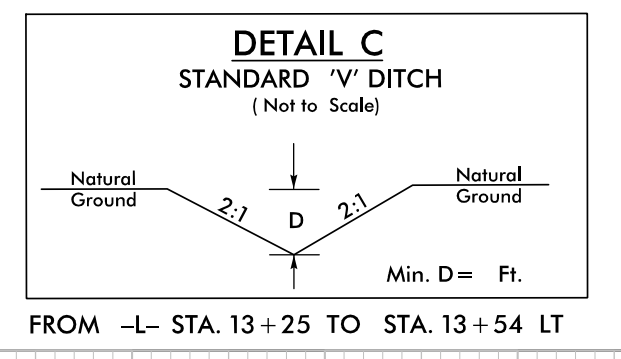 DETAIL C
STANDARD 'V' DITCH
( Not to Scale)
Natural
Ground
2:1
D
2:1
Natural
Ground
Min. D = Ft.
FROM -L- STA. 13+25 TO STA. 13+54 LT